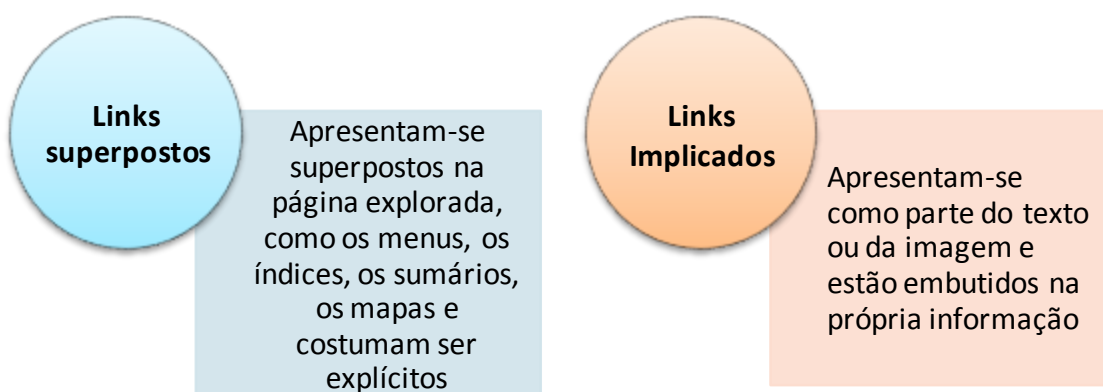 Links
superpostos
Apresentam-se
superpostos na
página explorada,
como os menus, os
índices, os sumários,
os mapas e
costumam ser
explícitos
Links
Implicados
Apresentam-se
como parte do texto
ou da imagem e
estão embutidos na
própria informação